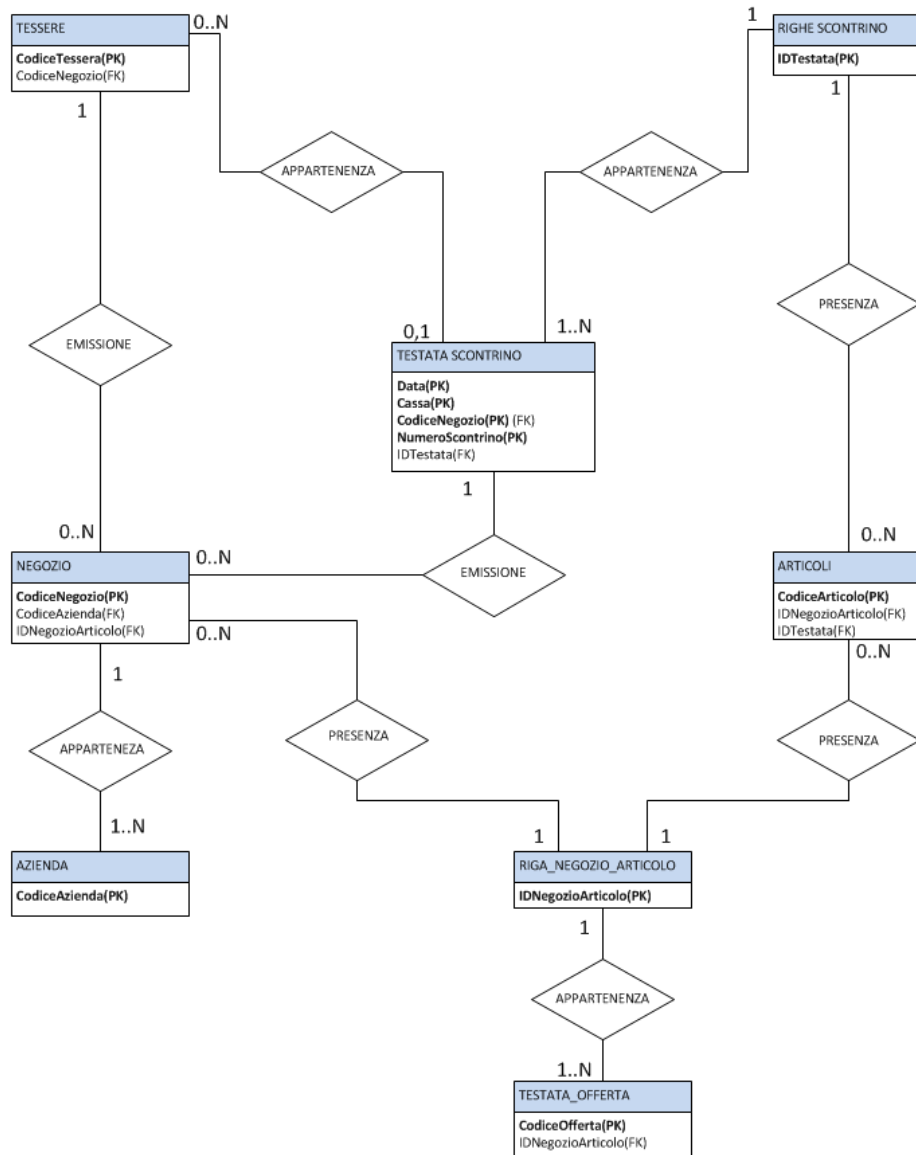 TESSERE
CodiceTessera(PK)
CodiceNegozio(FK)
0..N
1
1
RIGHE SCONTRINO
IDTestata(PK)
1
APPARTENENZA
APPARTENENZA
EMISSIONE
PRESENZA
0,1
1..N
TESTATA SCONTRINO
Data(PK)
Cassa(PK)
CodiceNegozio(PK) (FK)
NumeroScontrino(PK)
IDTestata(FK)
1
0..N
NEGOZIO
CodiceNegozio(PK)
CodiceAzienda(FK)
IDNegozioArticolo(FK)
0..N
0..N
1
EMISSIONE
0..N
ARTICOLI
CodiceArticolo(PK)
IDNegozioArticolo(FK)
IDTestata(FK)
0..N
APPARTENEZA
PRESENZA
PRESENZA
1..N
AZIENDA
CodiceAzienda(PK)
1
1
RIGA_NEGOZIO_ARTICOLO
IDNegozioArticolo(PK)
1
APPARTENENZA
1..N
TESTATA_OFFERTA
CodiceOfferta(PK)
IDNegozioArticolo(FK)